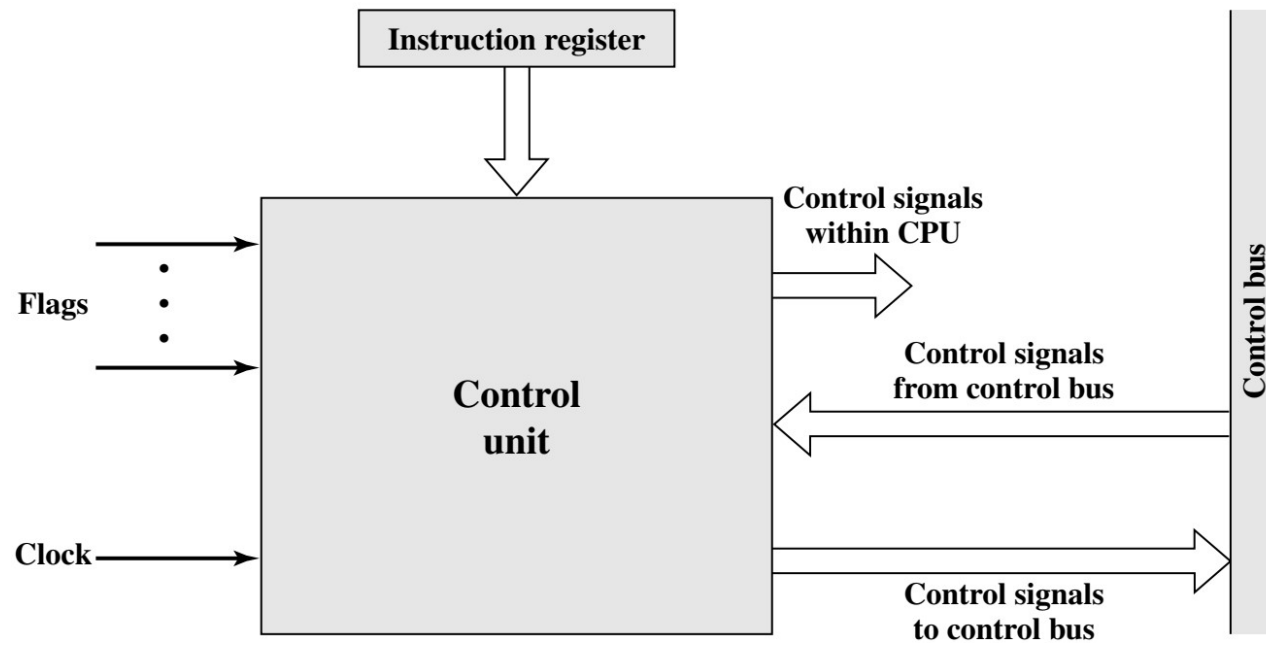 Instruction register
Control signals
within CPU
Flags
Control signals
from control bus
Control
unit
Clock
Control signals
to control bus
Control bus